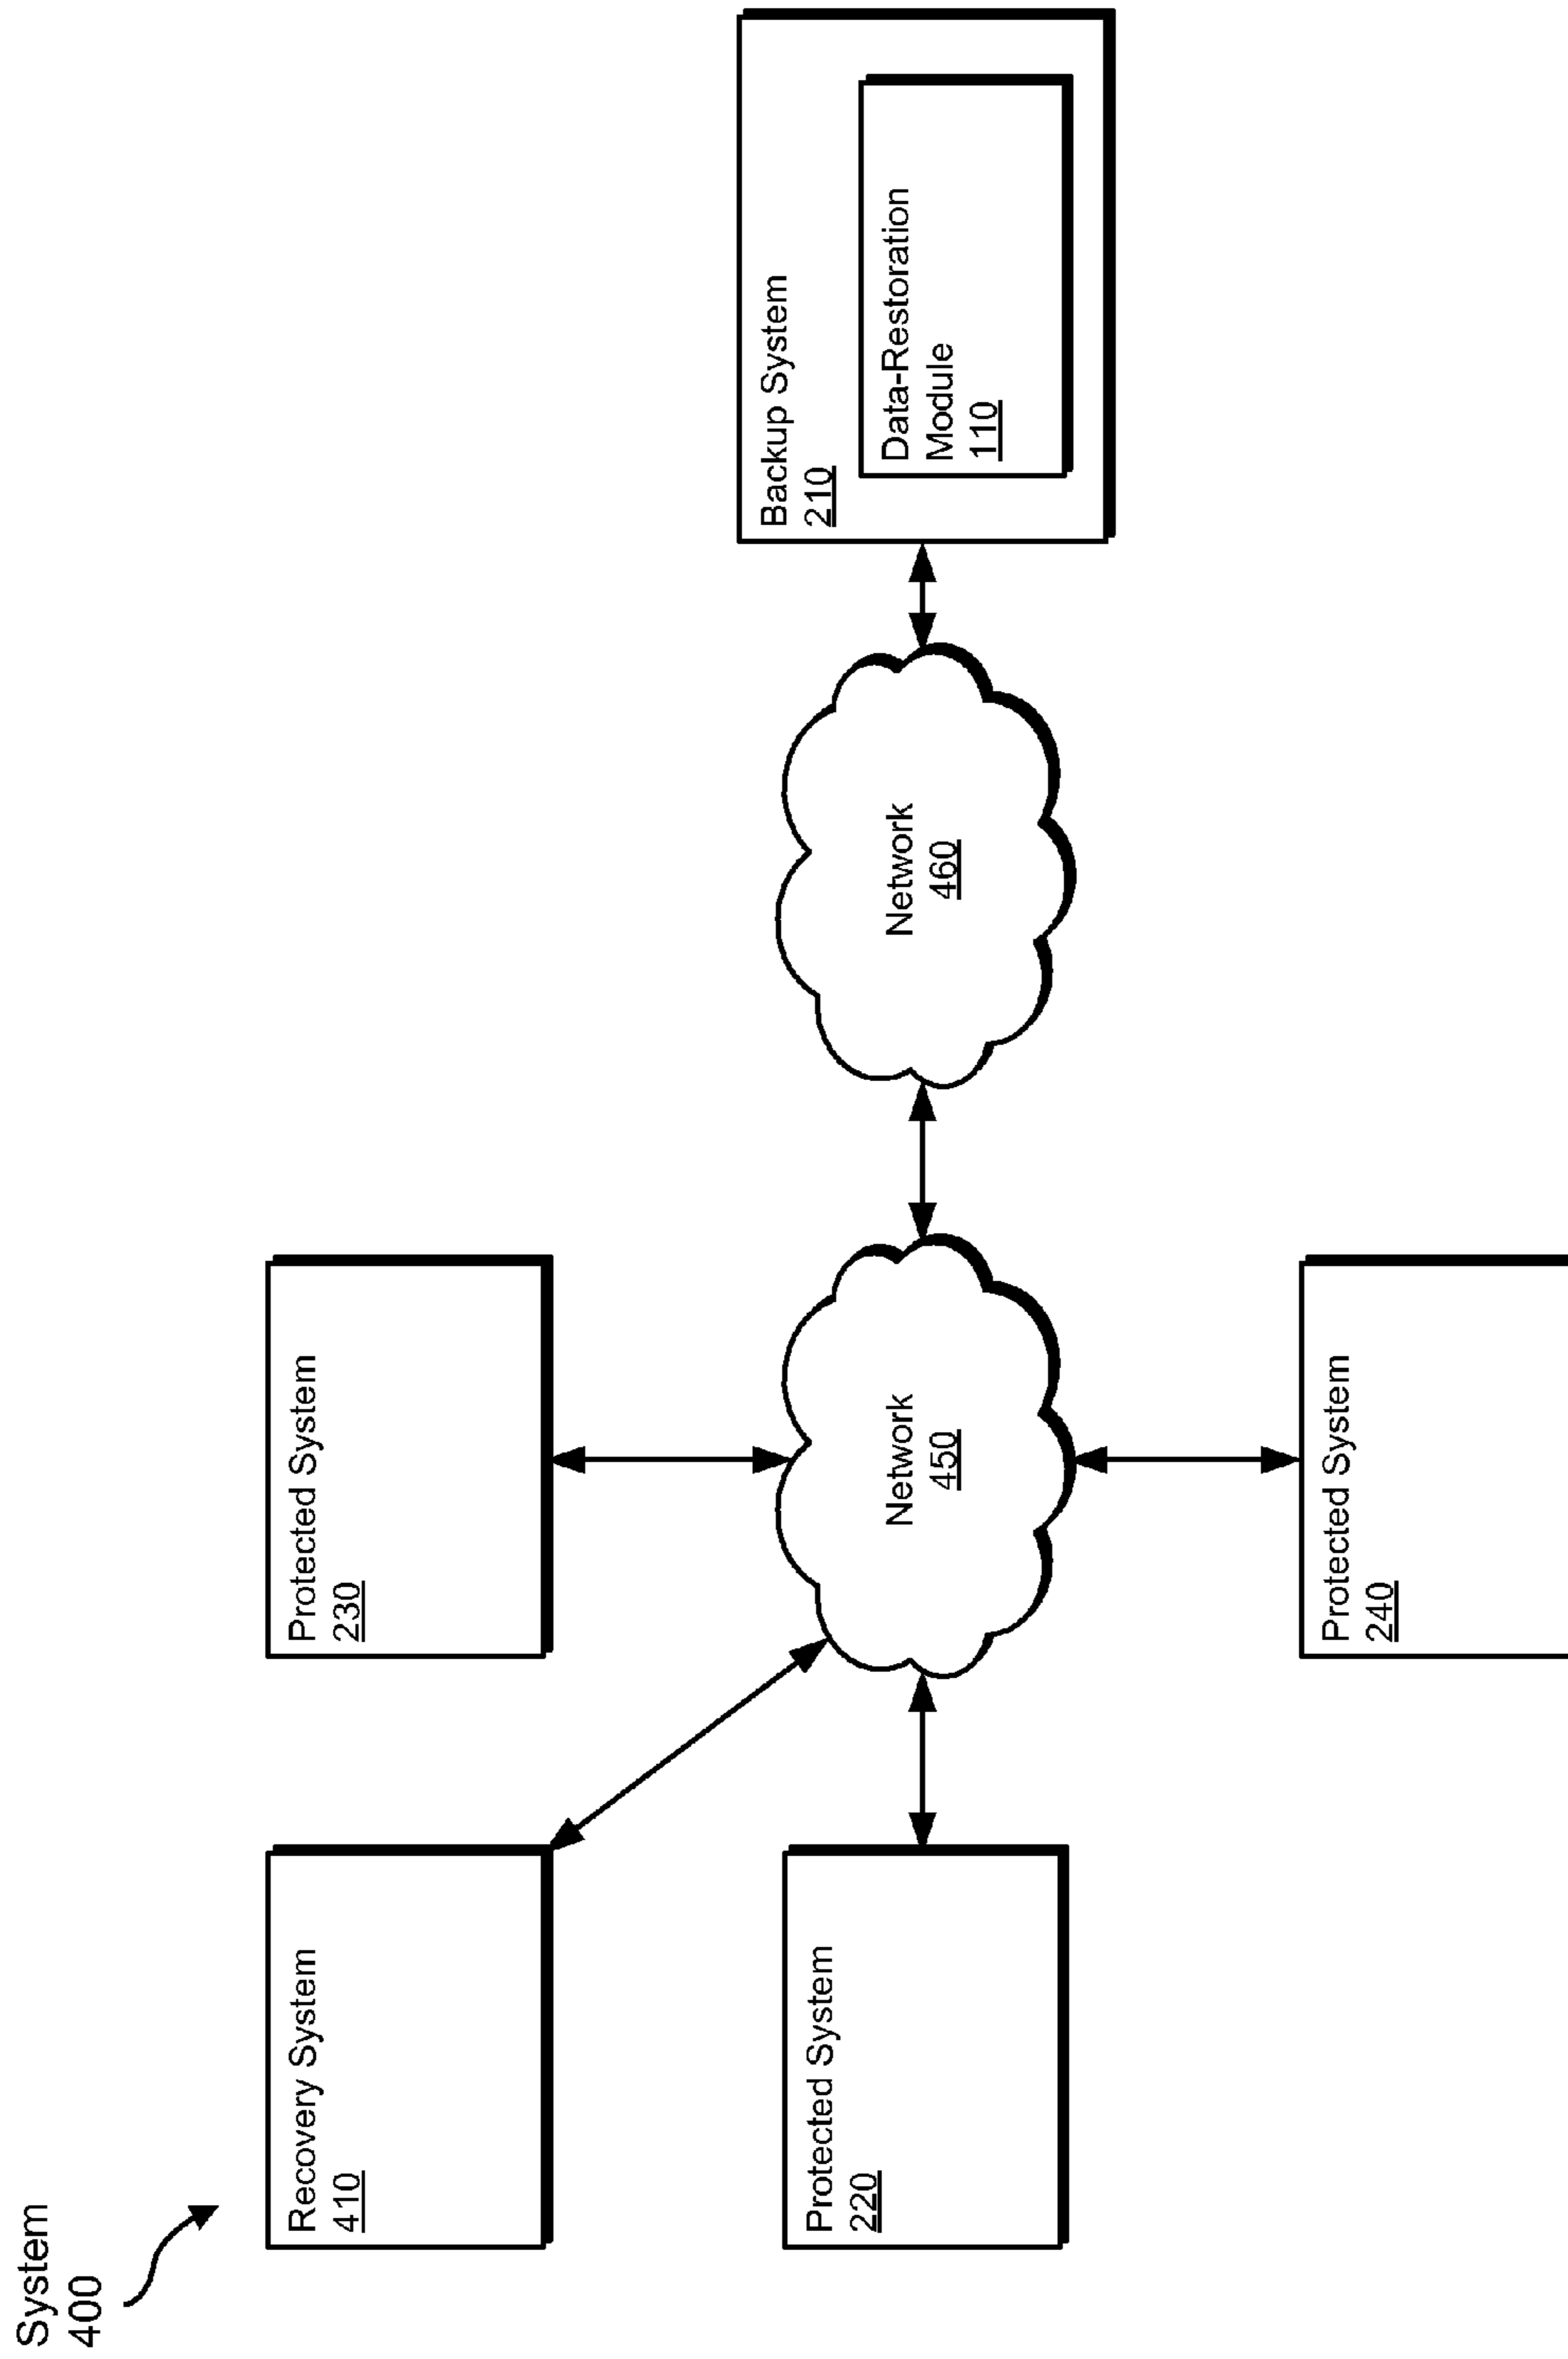 System
400
Recovery System
410
Protected System
230
Protected System
220
Network
450
Network
460
Backup System
210
Data-Restoration
Module
110
Protected System
240